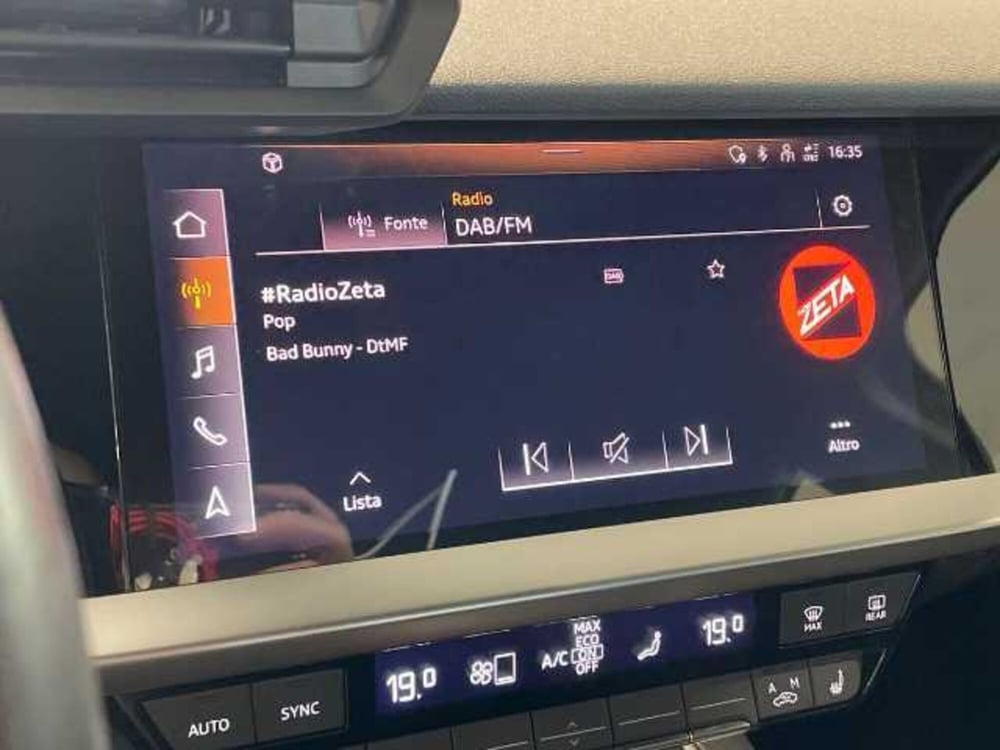 16:35
Radio
Fonte
DAB/FM
#RadioZeta
DAB
ZETA
Pop
Bad Bunny - DtMF
Altro
Lista
MAX
ECO
A/C ON
OFF
19.0
19.0
MAX
REAR
AUTO
SYNC
A M